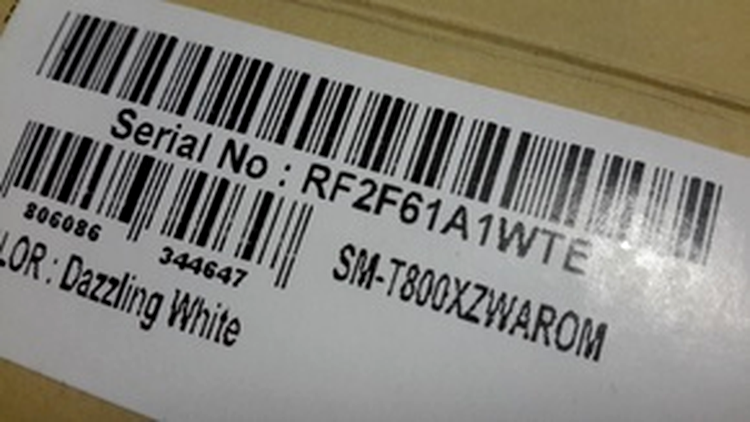 Serial No : RF2F61A1WTE
806086 344647
SM-T800XZWAROM
LOR : Dazzling White